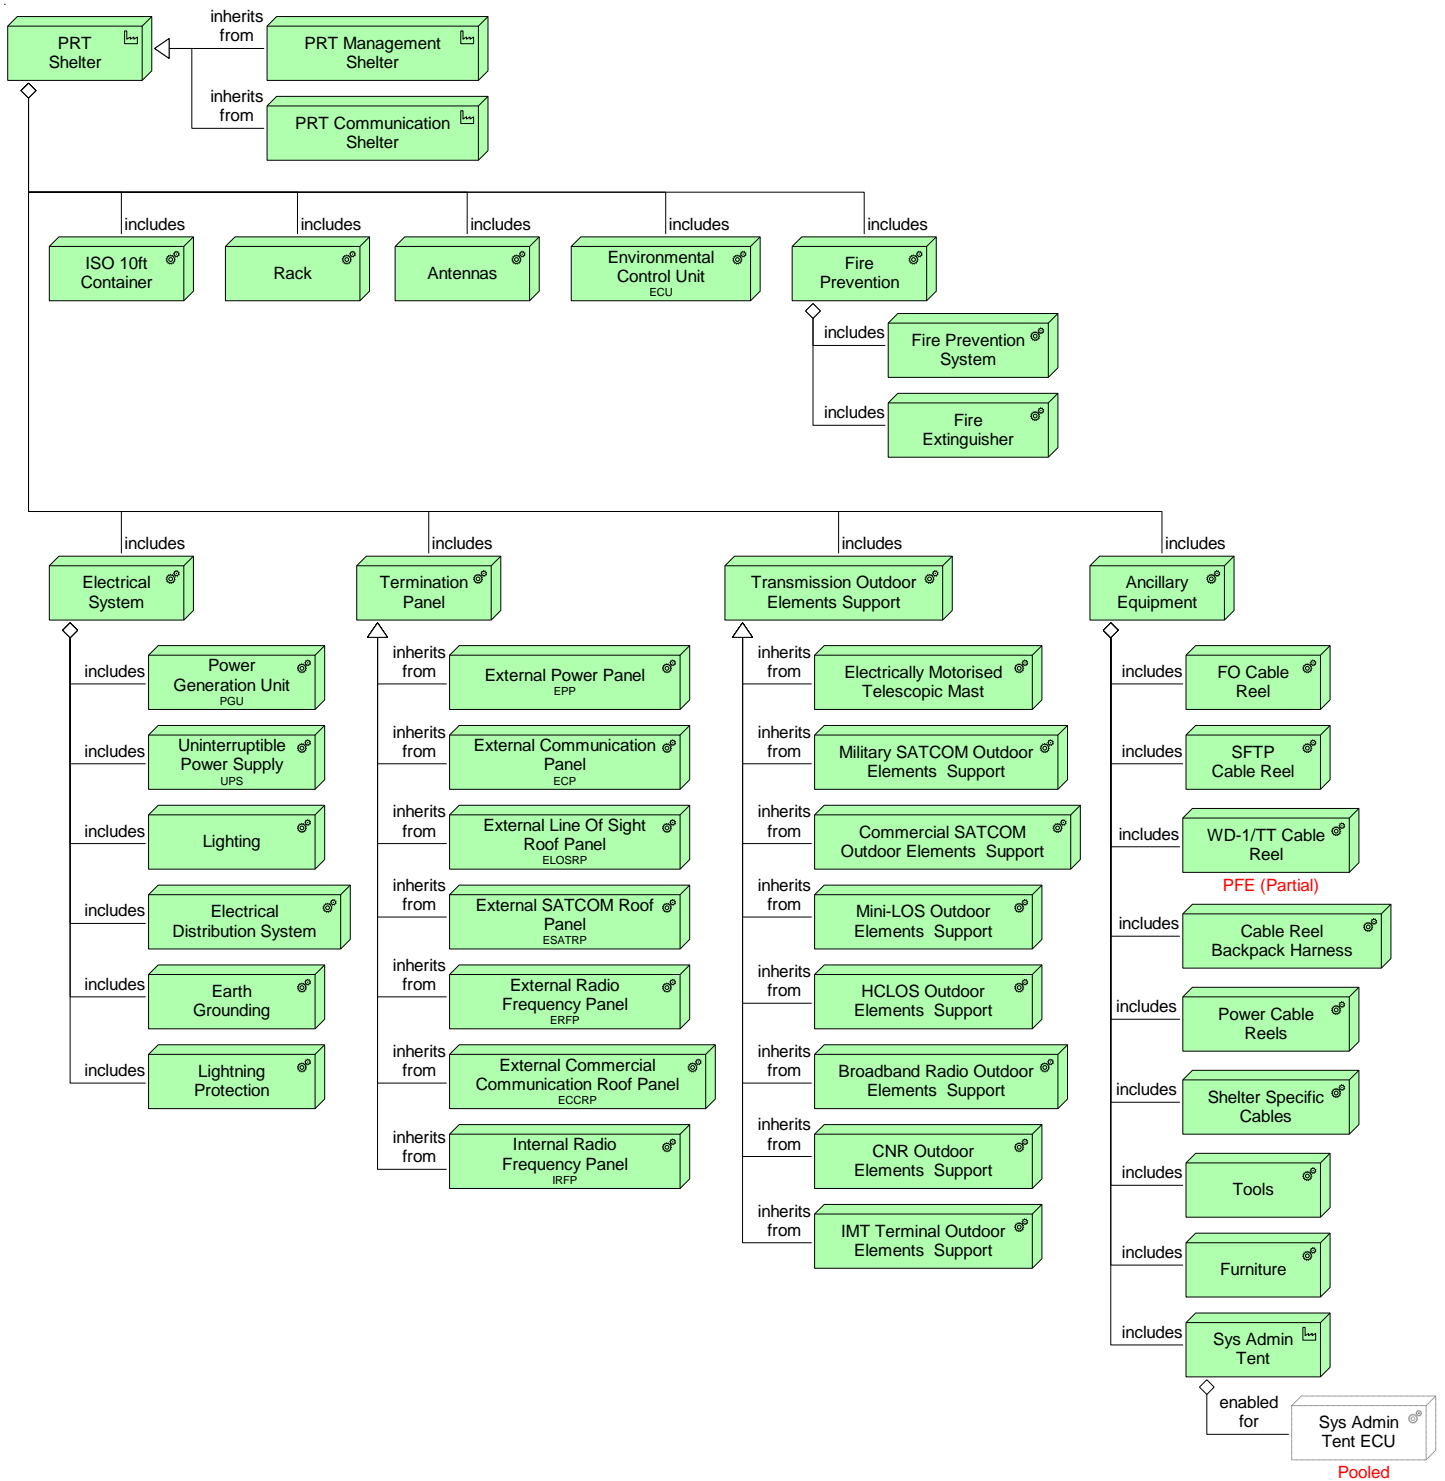 inherits
from
PRT
Shelter
PRT Management
Shelter
inherits
from
PRT Communication
Shelter
includes
includes
includes
includes
includes
ISO 10ft
Container
Rack
Antennas
Environmental
Control Unit
ECU
Fire
Prevention
includes
Fire Prevention
System
includes
Fire
Extinguisher
includes
includes
includes
includes
Electrical
System
Termination
Panel
Transmission Outdoor
Elements Support
Ancillary
Equipment
includes
Power
Generation Unit
PGU
includes
Uninterruptible
Power Supply
UPS
includes
Lighting
includes
Electrical
Distribution System
includes
Earth
Grounding
includes
Lightning
Protection
inherits
from
External Power Panel
EPP
inherits
from
External Communication
Panel
ECP
inherits
from
External Line Of Sight
Roof Panel
ELOSRP
inherits
from
External SATCOM Roof
Panel
ESATRP
inherits
from
External Radio
Frequency Panel
ERFP
inherits
from
External Commercial
Communication Roof Panel
ECCRP
inherits
from
Internal Radio
Frequency Panel
IRFP
inherits
from
Electrically Motorised
Telescopic Mast
inherits
from
Military SATCOM Outdoor
Elements  Support
inherits
from
Commercial SATCOM
Outdoor Elements  Support
inherits
from
Mini-LOS Outdoor
Elements  Support
inherits
from
HCLOS Outdoor
Elements  Support
inherits
from
Broadband Radio Outdoor
Elements  Support
inherits
from
CNR Outdoor
Elements  Support
inherits
from
IMT Terminal Outdoor
Elements  Support
includes
FO Cable
Reel
includes
SFTP
Cable Reel
includes
WD-1/TT Cable
Reel
PFE (Partial)
includes
Cable Reel
Backpack Harness
includes
Power Cable
Reels
includes
Shelter Specific
Cables
includes
Tools
includes
Furniture
includes
Sys Admin
Tent
enabled
for
Sys Admin
Tent ECU
Pooled